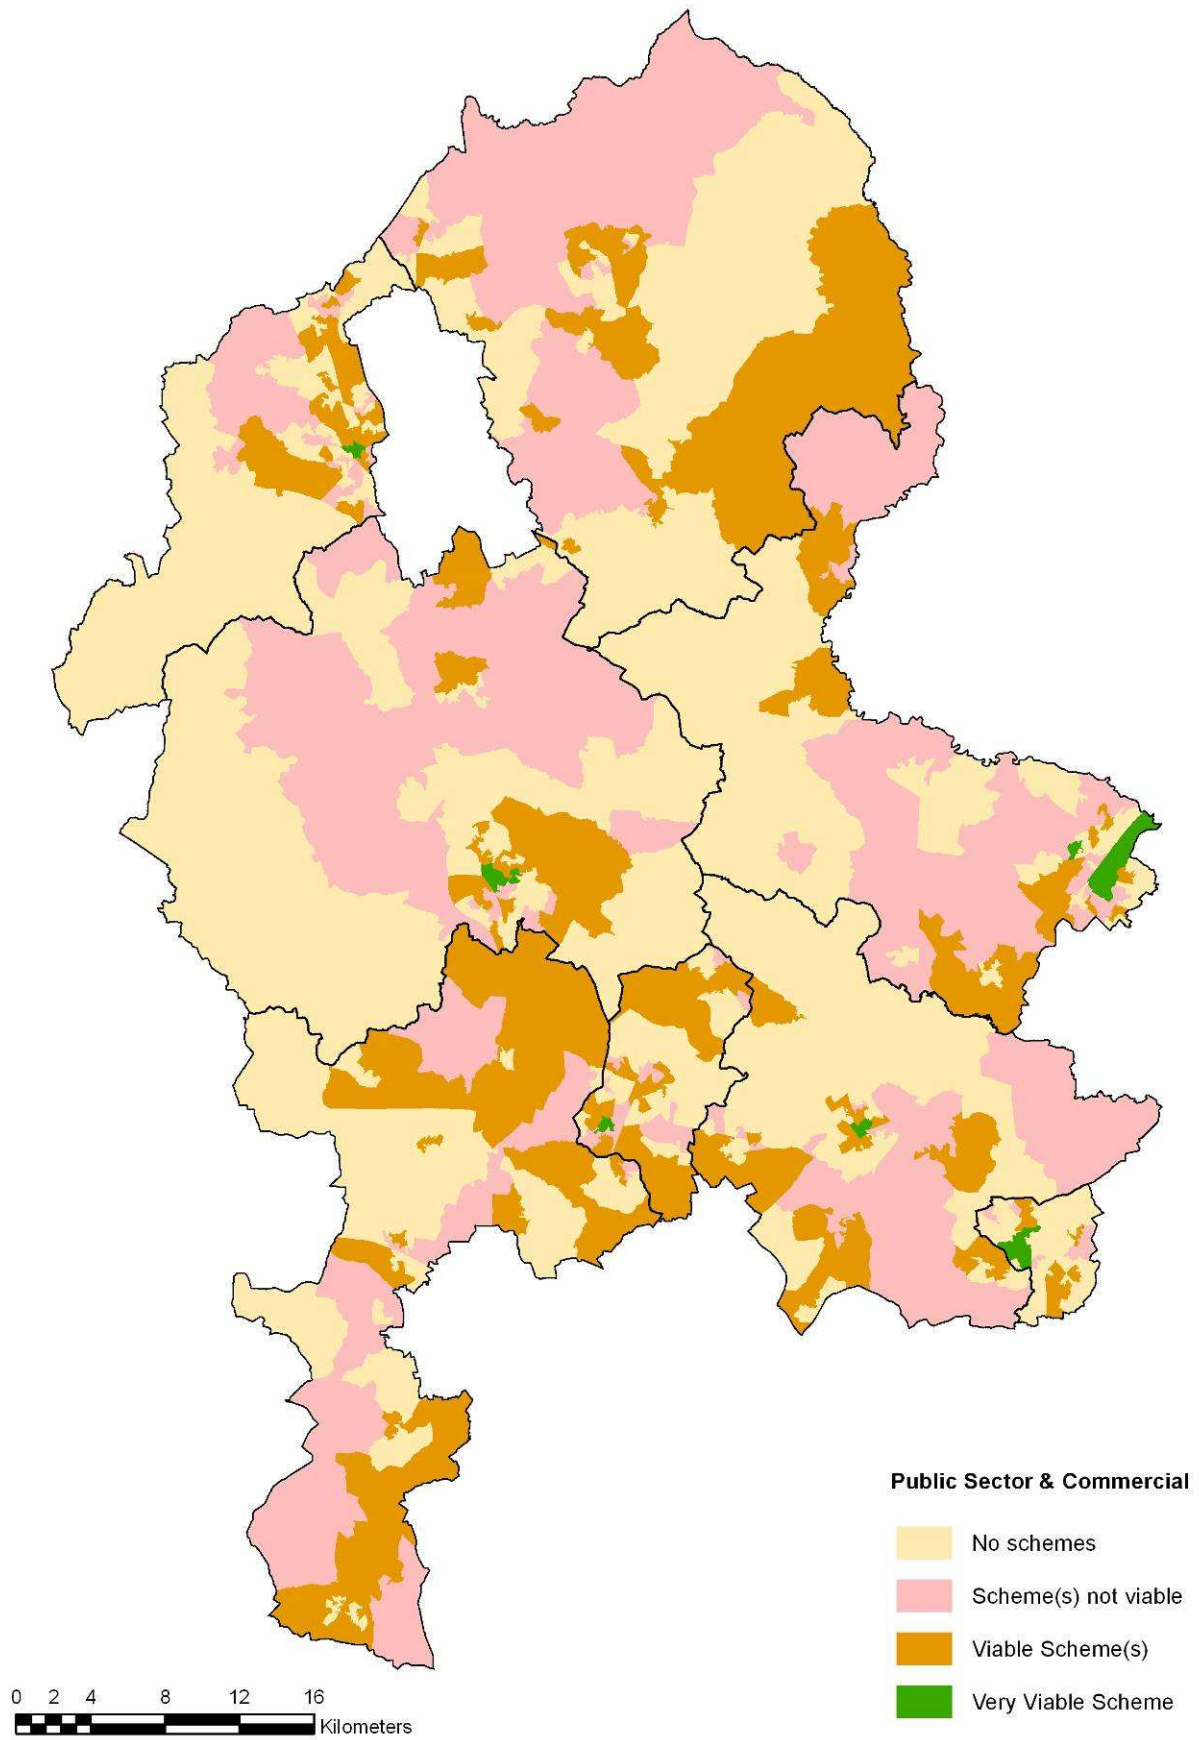 Public Sector & Commercial
No schemes
Scheme(s) not viable
Viable Scheme(s)
Very Viable Scheme
0 2 4 8 12 16
Kilometers